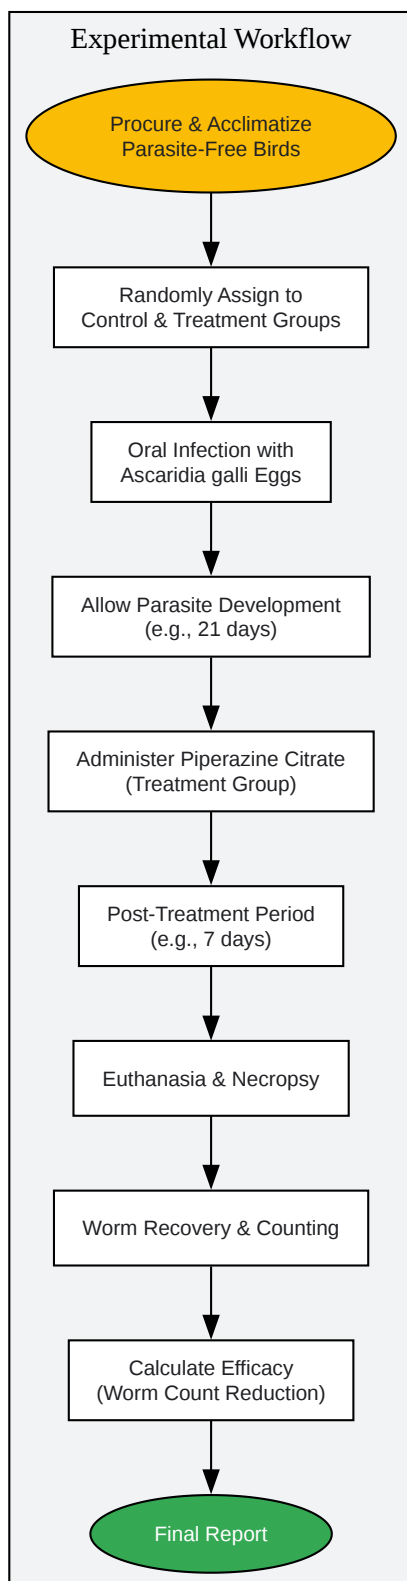 Experimental Workflow
Procure & Acclimatize
Parasite-Free Birds
Randomly Assign to
Control & Treatment Groups
Oral Infection with
Ascaridia galli Eggs
Allow Parasite Development
(e.g., 21 days)
Administer Piperazine Citrate
(Treatment Group)
Post-Treatment Period
(e.g., 7 days)
Euthanasia & Necropsy
Worm Recovery & Counting
Calculate Efficacy
(Worm Count Reduction)
Final Report